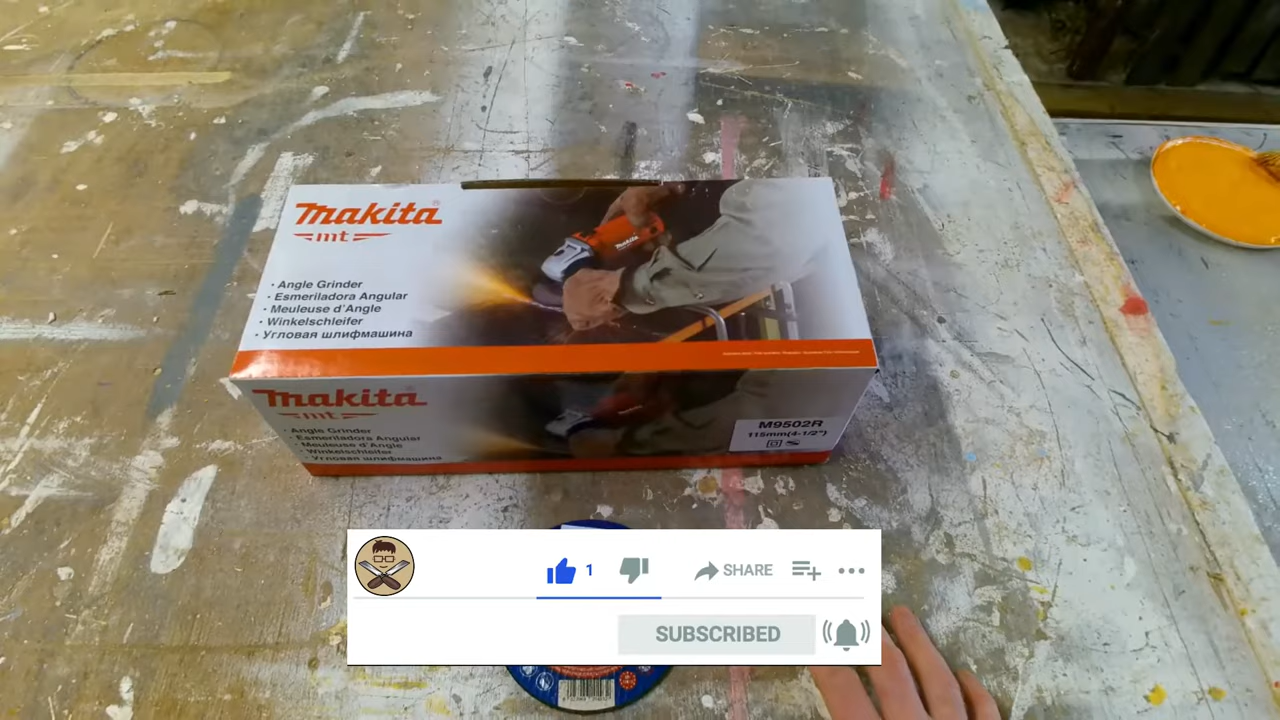 Makita
mt
· Angle Grinder
· Esmeriladora Angular
· Meuleuse d'Angle
· Winkelschleifer
· Угловая шлифмашина
Makita
Makita
mt
· Angle Grinder
· Esmeriladora Angular
· Meuleuse d'Angle
· Winkelschleifer
· Угловая шлифмашина
M9502R
115mm(4-1/2")
1
SHARE
SUBSCRIBED